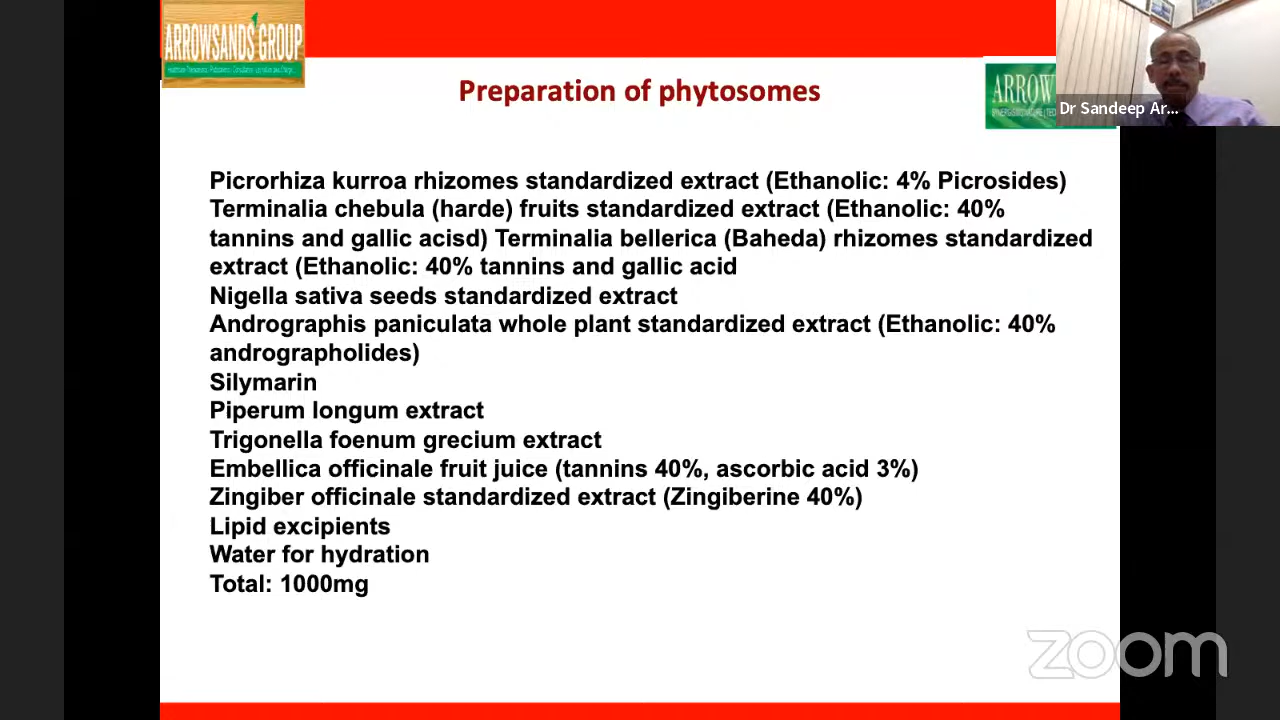 ARROWSANDS GROUP
Preparation of phytosomes
ARROW
Dr Sandeep Ar...
Picrorhiza kurroa rhizomes standardized extract (Ethanolic: 4% Picrosides)
Terminalia chebula (harde) fruits standardized extract (Ethanolic: 40%
tannins and gallic acisd) Terminalia bellerica (Baheda) rhizomes standardized
extract (Ethanolic: 40% tannins and gallic acid
Nigella sativa seeds standardized extract
Andrographis paniculata whole plant standardized extract (Ethanolic: 40%
andrographolides)
Silymarin
Piperum longum extract
Trigonella foenum grecium extract
Embellica officinale fruit juice (tannins 40%, ascorbic acid 3%)
Zingiber officinale standardized extract (Zingiberine 40%)
Lipid excipients
Water for hydration
Total: 1000mg
zoom